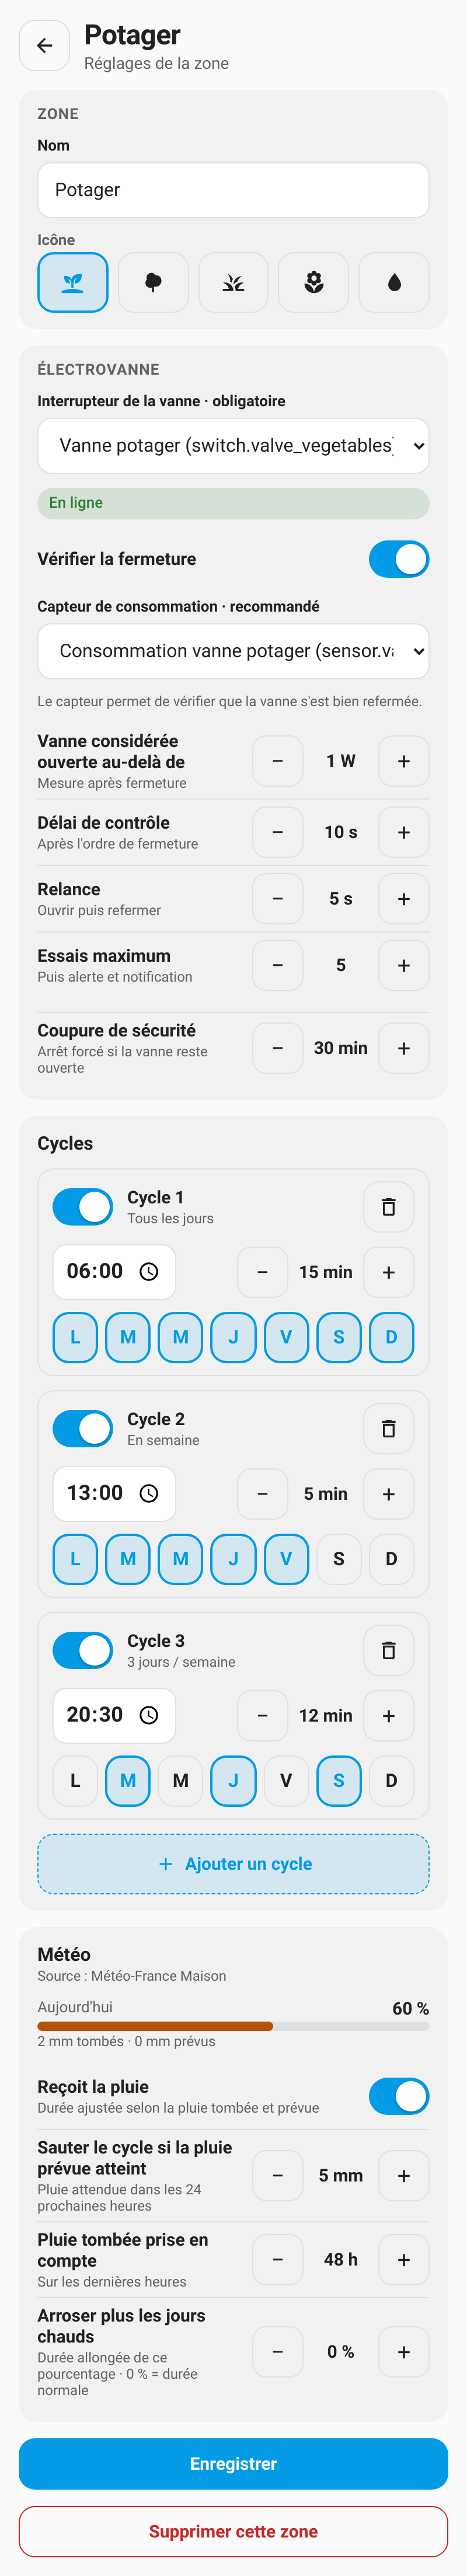 Potager
Réglages de la zone
ZONE
Nom
Potager
Icône
ÉLECTROVANNE
Interrupteur de la vanne · obligatoire
Vanne potager (switch.valve_vegetables)
En ligne
Vérifier la fermeture
Capteur de consommation · recommandé
Consommation vanne potager (sensor.va
Le capteur permet de vérifier que la vanne s'est bien refermée.
Vanne considérée
ouverte au-delà de
Mesure après fermeture
− 1 W +
Délai de contrôle
Après l'ordre de fermeture
− 10 s +
Relance
Ouvrir puis refermer
− 5 s +
Essais maximum
Puis alerte et notification
− 5 +
Coupure de sécurité
Arrêt forcé si la vanne reste
ouverte
− 30 min +
Cycles
Cycle 1
Tous les jours
06:00 − 15 min +
L M M J V S D
Cycle 2
En semaine
13:00 − 5 min +
L M M J V S D
Cycle 3
3 jours / semaine
20:30 − 12 min +
L M M J V S D
+ Ajouter un cycle
Météo
Source : Météo-France Maison
Aujourd'hui 60 %
2 mm tombés · 0 mm prévus
Reçoit la pluie
Durée ajustée selon la pluie tombée et prévue
Sauter le cycle si la pluie
prévue atteint
Pluie attendue dans les 24
prochaines heures
− 5 mm +
Pluie tombée prise en
compte
Sur les dernières heures
− 48 h +
Arroser plus les jours
chauds
Durée allongée de ce
pourcentage · 0 % = durée
normale
− 0 % +
Enregistrer
Supprimer cette zone